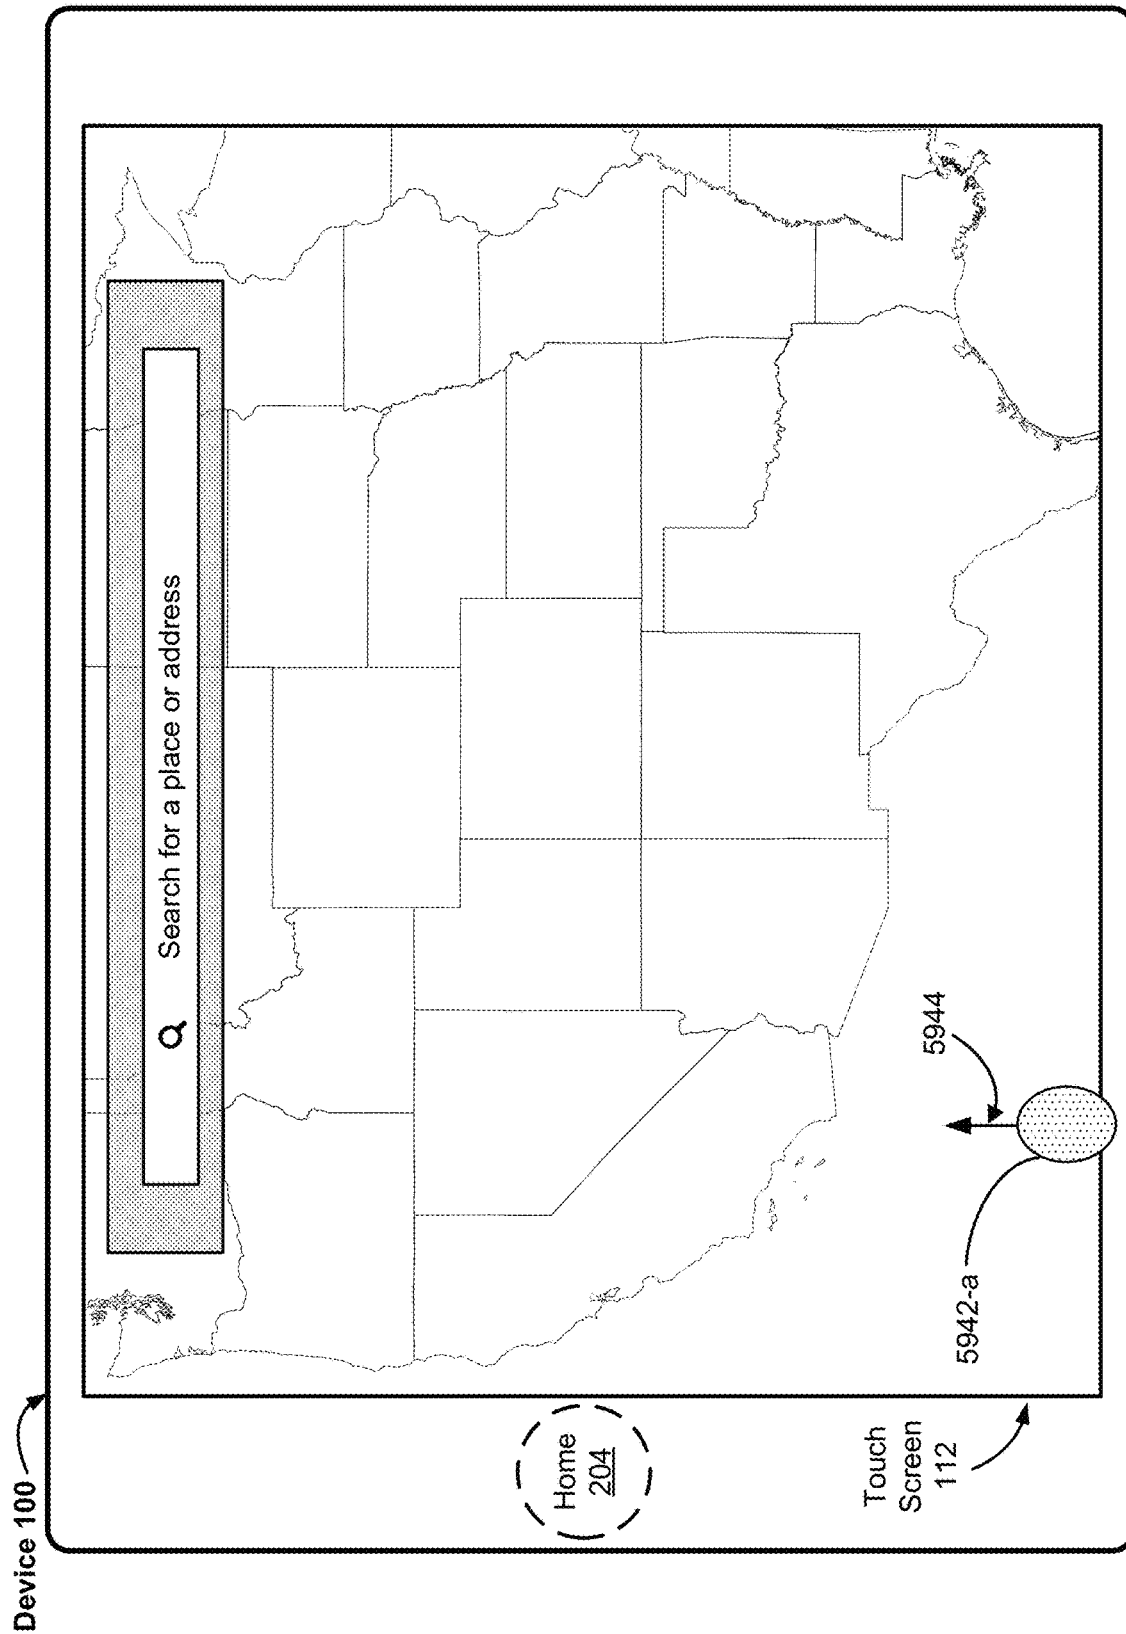 Device 100
Search for a place or address
5944
5942-a
Home
204
Touch
Screen
112